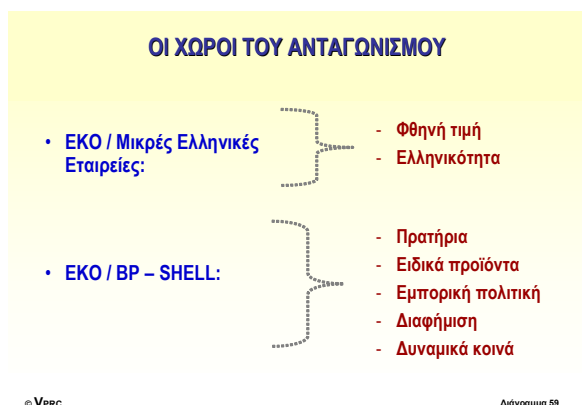 ΟΙ ΧΩΡΟΙ ΤΟΥ ΑΝΤΑΓΩΝΙΣΜΟΥ
• ΕΚΟ / Μικρές Ελληνικές
Εταιρείες:
- Φθηνή τιμή
- Ελληνικότητα
• ΕΚΟ / BP – SHELL:
- Πρατήρια
- Ειδικά προϊόντα
- Εμπορική πολιτική
- Διαφήμιση
- Δυναμικά κοινά
© VPRC
Διάγραμμα 59